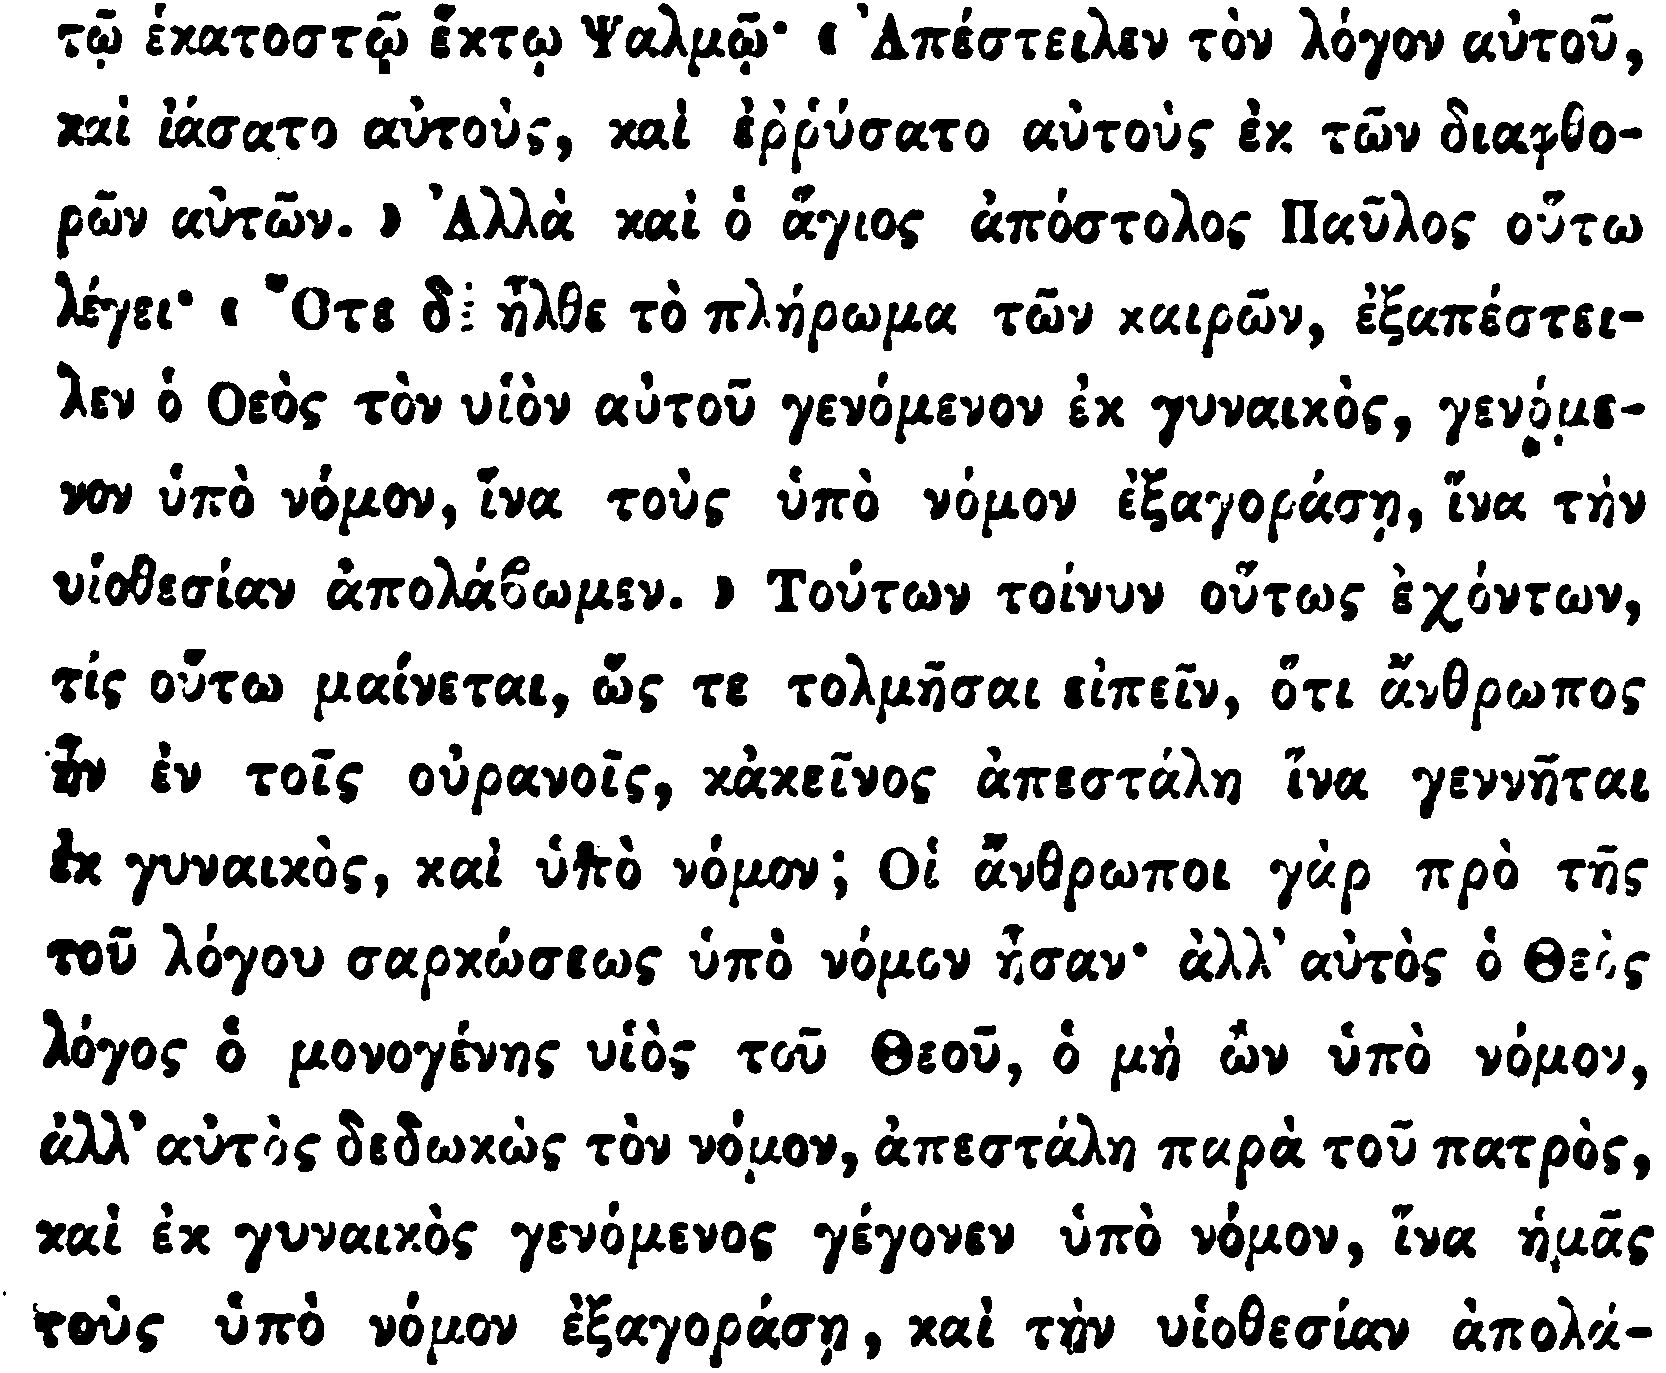 τῷ ἑκατοστῷ ἕκτῳ Ψαλμῷ· « Ἀπέστειλεν τὸν λόγον αὐτοῦ,
καὶ ἰάσατο αὐτοὺς, καὶ ἐῤῥύσατο αὐτοὺς ἐκ τῶν διαφθο-
ρῶν αὐτῶν. » Ἀλλὰ καὶ ὁ ἅγιος ἀπόστολος Παῦλος οὕτω
λέγει· « Ὅτε δὲ ἦλθε τὸ πλήρωμα τῶν καιρῶν, ἐξαπέστει-
λεν ὁ Θεὸς τὸν υἱὸν αὐτοῦ γενόμενον ἐκ γυναικὸς, γενόμε-
νον ὑπὸ νόμον, ἵνα τοὺς ὑπὸ νόμον ἐξαγοράσῃ, ἵνα τὴν
υἱοθεσίαν ἀπολάϐωμεν. » Τούτων τοίνυν οὕτως ἐχόντων,
τίς οὕτω μαίνεται, ὥς τε τολμῆσαι εἰπεῖν, ὅτι ἄνθρωπος
ἦν ἐν τοῖς οὐρανοῖς, κἀκεῖνος ἀπεστάλη ἵνα γεννῆται
ἐκ γυναικὸς, καὶ ὑπὸ νόμον; Οἱ ἄνθρωποι γὰρ πρὸ τῆς
τοῦ λόγου σαρκώσεως ὑπὸ νόμον ἦσαν· ἀλλ' αὐτὸς ὁ Θεὸς
λόγος ὁ μονογένης υἱὸς τοῦ Θεοῦ, ὁ μὴ ὢν ὑπὸ νόμον,
ἀλλ' αὐτὸς δεδωκὼς τὸν νόμον, ἀπεστάλη παρὰ τοῦ πατρὸς,
καὶ ἐκ γυναικὸς γενόμενος γέγονεν ὑπὸ νόμον, ἵνα ἡμᾶς
τοὺς ὑπὸ νόμον ἐξαγοράσῃ, καὶ τὴν υἱοθεσίαν ἀπολά-